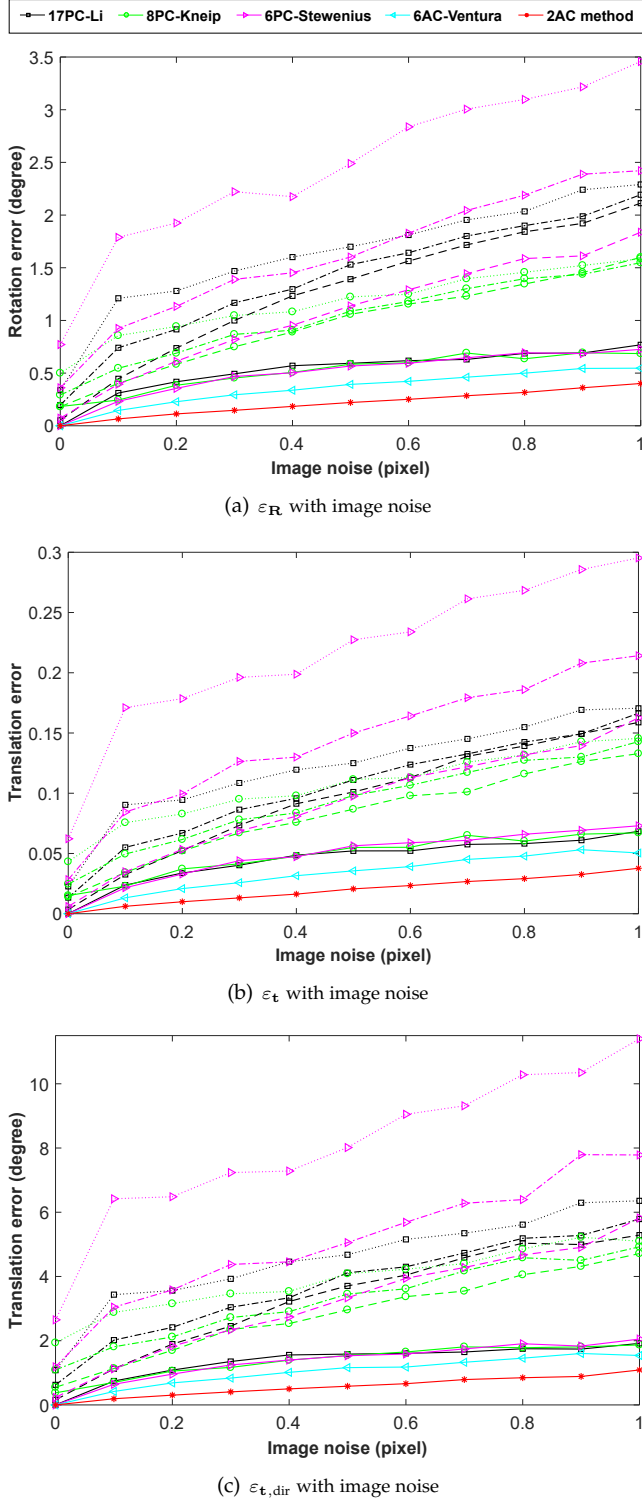 17PC-Li 8PC-Kneip 6PC-Stewenius 6AC-Ventura 2AC method
3.5
3
2.5
2
1.5
1
0.5
0
Rotation error (degree)
0 0.2 0.4 0.6 0.8 1
Image noise (pixel)
(a) ε_R with image noise
0.3
0.25
0.2
0.15
0.1
0.05
0
Translation error
0 0.2 0.4 0.6 0.8 1
Image noise (pixel)
(b) ε_t with image noise
10
8
6
4
2
0
Translation error (degree)
0 0.2 0.4 0.6 0.8 1
Image noise (pixel)
(c) ε_t,dir with image noise